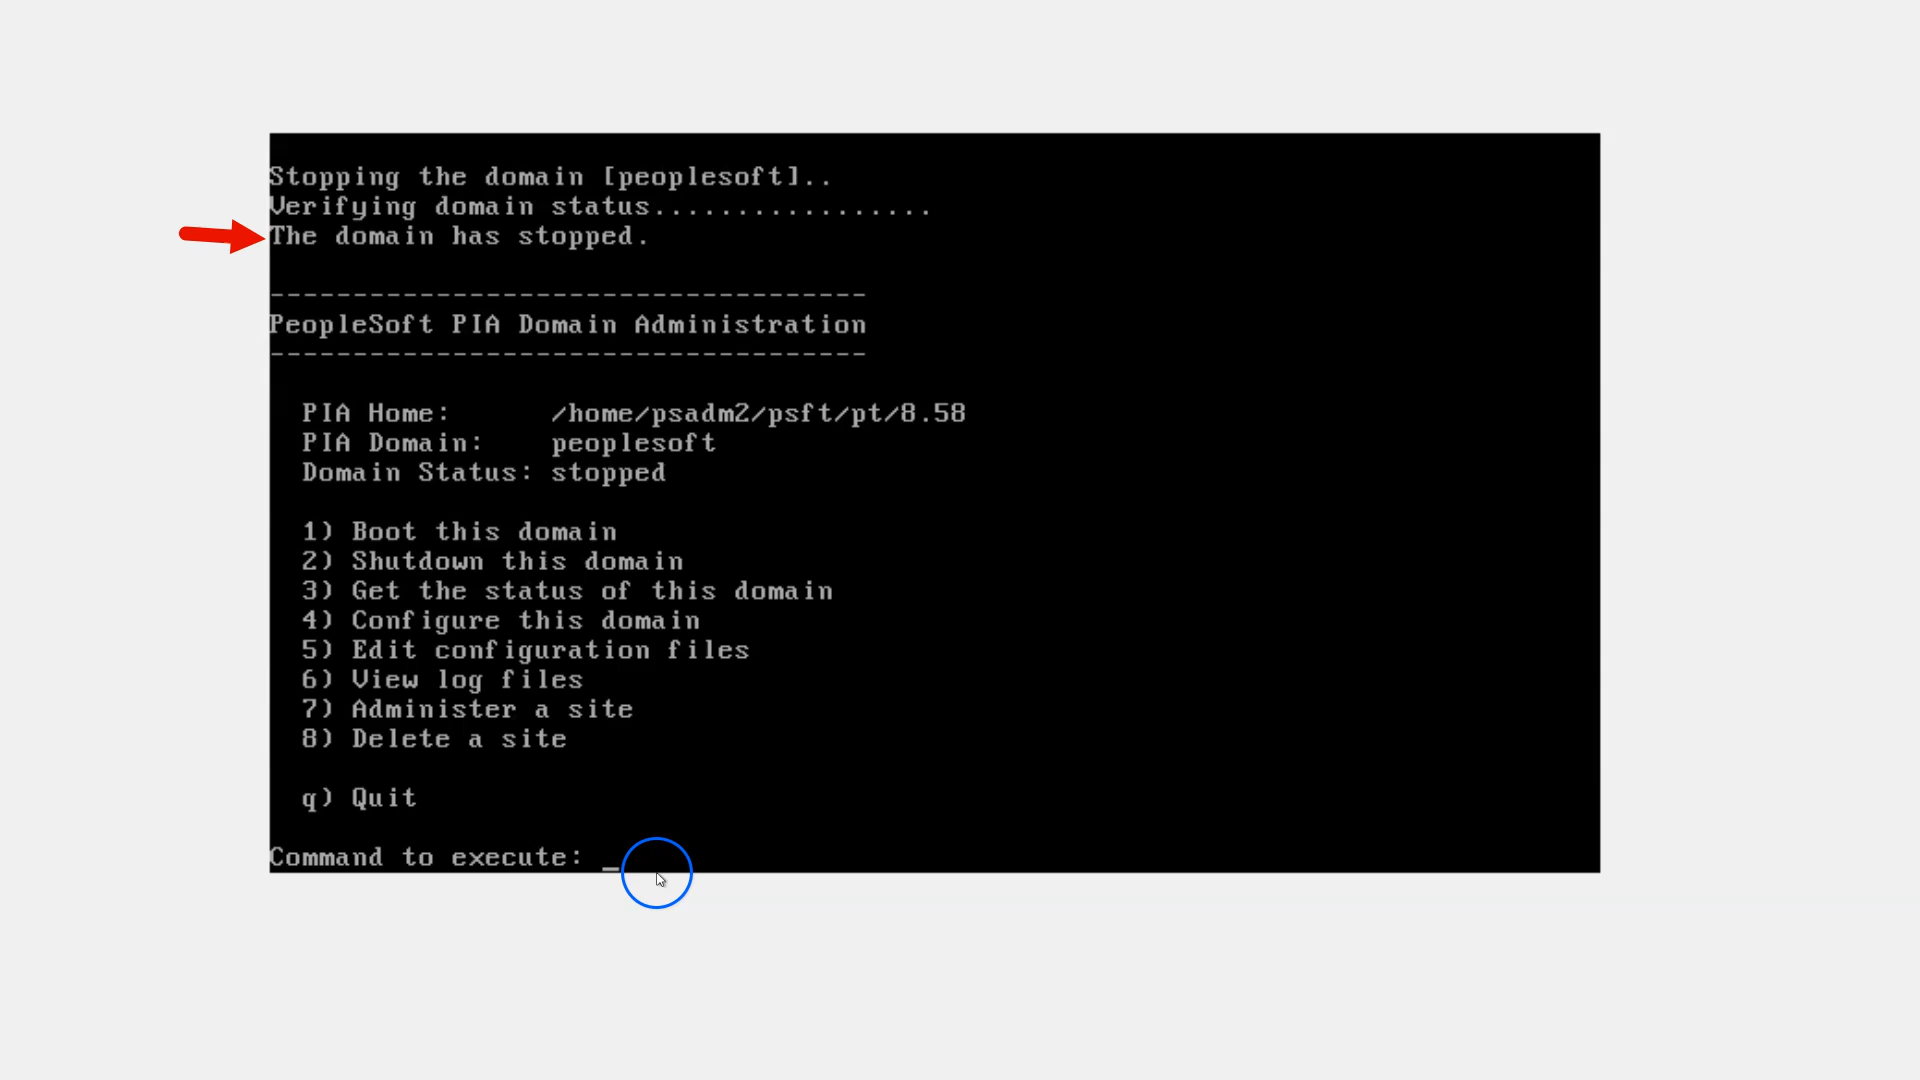 Stopping the domain [peoplesoft]..
Verifying domain status.................
The domain has stopped.
------------------------------------
PeopleSoft PIA Domain Administration
------------------------------------
PIA Home: /home/psadm2/psft/pt/8.58
PIA Domain: peoplesoft
Domain Status: stopped
1) Boot this domain
2) Shutdown this domain
3) Get the status of this domain
4) Configure this domain
5) Edit configuration files
6) View log files
7) Administer a site
8) Delete a site
q) Quit
Command to execute: _